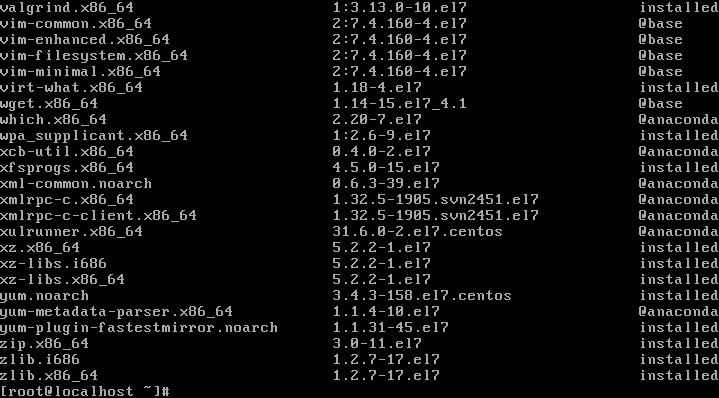 valgrind.x86_64 1:3.13.0-10.el7 installed
vim-common.x86_64 2:7.4.160-4.el7 @base
vim-enhanced.x86_64 2:7.4.160-4.el7 @base
vim-filesystem.x86_64 2:7.4.160-4.el7 @base
vim-minimal.x86_64 2:7.4.160-4.el7 @base
virt-what.x86_64 1.18-4.el7 installed
wget.x86_64 1.14-15.el7_4.1 @base
which.x86_64 2.20-7.el7 @anaconda
wpa_supplicant.x86_64 1:2.6-9.el7 installed
xcb-util.x86_64 0.4.0-2.el7 @anaconda
xfsprogs.x86_64 4.5.0-15.el7 installed
xml-common.noarch 0.6.3-39.el7 @anaconda
xmlrpc-c.x86_64 1.32.5-1905.svn2451.el7 @anaconda
xmlrpc-c-client.x86_64 1.32.5-1905.svn2451.el7 @anaconda
xulrunner.x86_64 31.6.0-2.el7.centos @anaconda
xz.x86_64 5.2.2-1.el7 installed
xz-libs.i686 5.2.2-1.el7 installed
xz-libs.x86_64 5.2.2-1.el7 installed
yum.noarch 3.4.3-158.el7.centos installed
yum-metadata-parser.x86_64 1.1.4-10.el7 @anaconda
yum-plugin-fastestmirror.noarch 1.1.31-45.el7 installed
zip.x86_64 3.0-11.el7 installed
zlib.i686 1.2.7-17.el7 installed
zlib.x86_64 1.2.7-17.el7 installed
[root@localhost ~]#